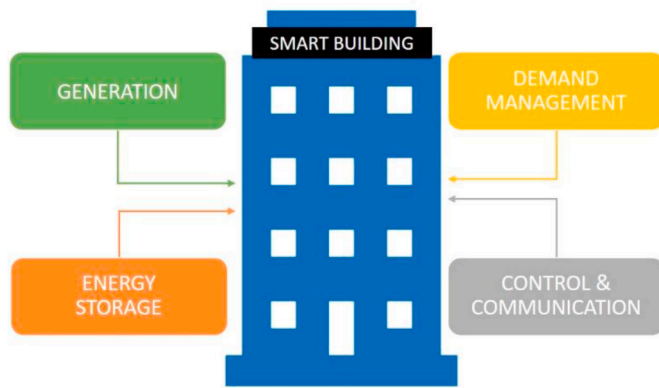 SMART BUILDING
GENERATION
DEMAND
MANAGEMENT
ENERGY
STORAGE
CONTROL &
COMMUNICATION